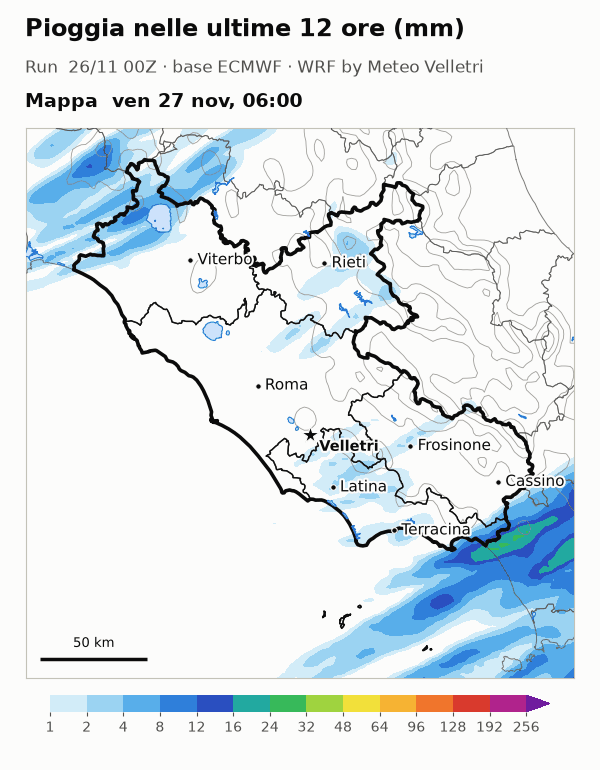 Pioggia nelle ultime 12 ore (mm)
Run  26/11 00Z · base ECMWF · WRF by Meteo Velletri
Mappa  ven 27 nov, 06:00
Viterbo
Rieti
Roma
Velletri
Frosinone
Latina
Cassino
Terracina
50 km
1 2 4 8 12 16 24 32 48 64 96 128 192 256